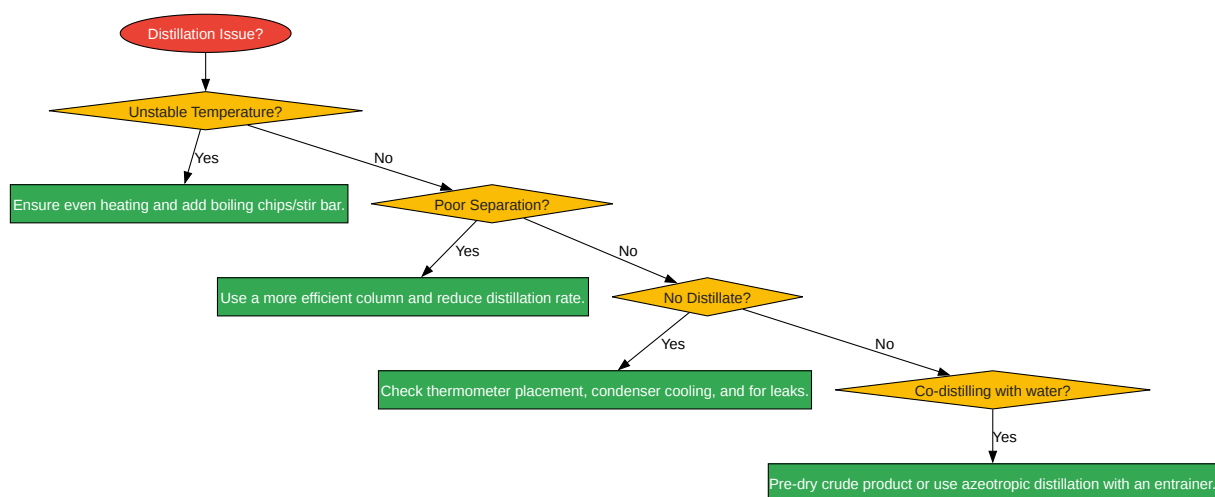 Distillation Issue?
Unstable Temperature?
Yes
No
Ensure even heating and add boiling chips/stir bar.
Poor Separation?
Yes
No
Use a more efficient column and reduce distillation rate.
No Distillate?
Yes
No
Check thermometer placement, condenser cooling, and for leaks.
Co-distilling with water?
Yes
Pre-dry crude product or use azeotropic distillation with an entrainer.